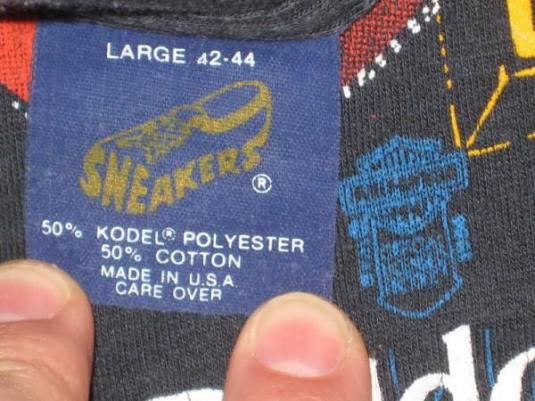 LARGE 42-44
SNEAKERS®
50% KODEL® POLYESTER
50% COTTON
MADE IN U.S.A
CARE OVER